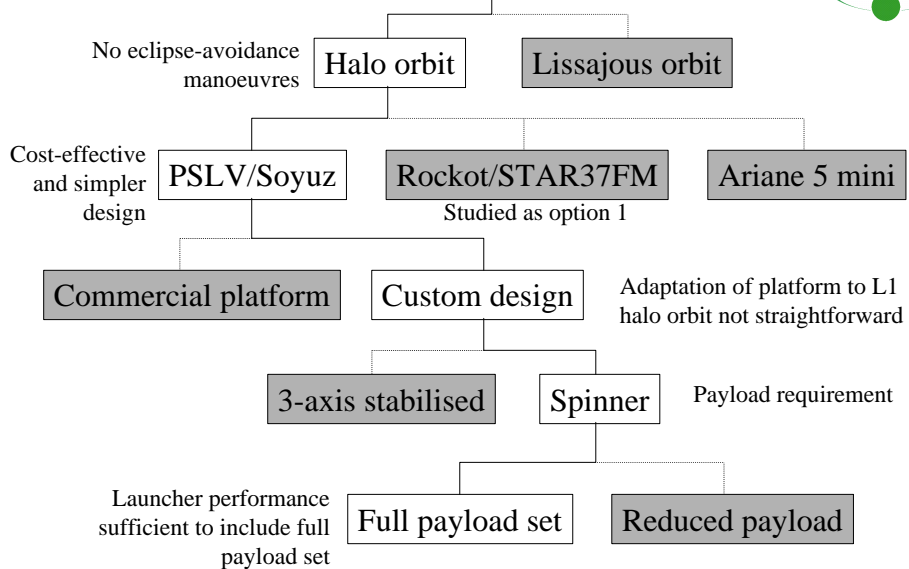 No eclipse-avoidance
manoeuvres
Halo orbit
Lissajous orbit
Cost-effective
and simpler
design
PSLV/Soyuz
Rockot/STAR37FM
Ariane 5 mini
Studied as option 1
Commercial platform
Custom design
Adaptation of platform to L1
halo orbit not straightforward
3-axis stabilised
Spinner
Payload requirement
Launcher performance
sufficient to include full
payload set
Full payload set
Reduced payload